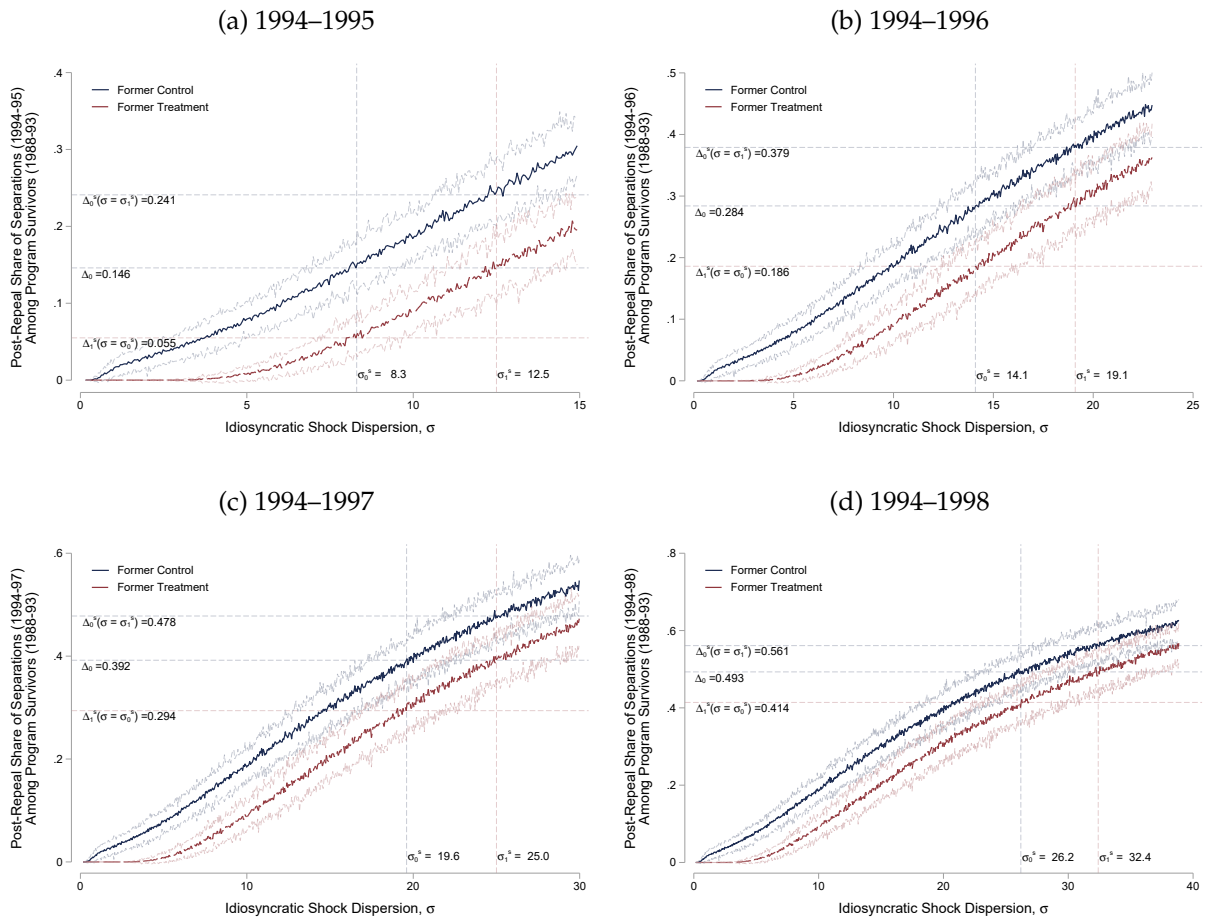 (a) 1994–1995
Post-Repeal Share of Separations (1994-95)
Among Program Survivors (1988-93)
.4
.3
.2
.1
0
Former Control
Former Treatment
Δ₀ˢ(σ = σ₁ˢ) =0.241
Δ₀ =0.146
Δ₁ˢ(σ = σ₀ˢ) =0.055
σ₀ˢ = 8.3
σ₁ˢ = 12.5
0 5 10 15
Idiosyncratic Shock Dispersion, σ
(b) 1994–1996
Post-Repeal Share of Separations (1994-96)
Among Program Survivors (1988-93)
.5
.4
.3
.2
.1
0
Former Control
Former Treatment
Δ₀ˢ(σ = σ₁ˢ) =0.379
Δ₀ =0.284
Δ₁ˢ(σ = σ₀ˢ) =0.186
σ₀ˢ = 14.1
σ₁ˢ = 19.1
0 5 10 15 20 25
Idiosyncratic Shock Dispersion, σ
(c) 1994–1997
Post-Repeal Share of Separations (1994-97)
Among Program Survivors (1988-93)
.6
.4
.2
0
Former Control
Former Treatment
Δ₀ˢ(σ = σ₁ˢ) =0.478
Δ₀ =0.392
Δ₁ˢ(σ = σ₀ˢ) =0.294
σ₀ˢ = 19.6
σ₁ˢ = 25.0
0 10 20 30
Idiosyncratic Shock Dispersion, σ
(d) 1994–1998
Post-Repeal Share of Separations (1994-98)
Among Program Survivors (1988-93)
.8
.6
.4
.2
0
Former Control
Former Treatment
Δ₀ˢ(σ = σ₁ˢ) =0.561
Δ₀ =0.493
Δ₁ˢ(σ = σ₀ˢ) =0.414
σ₀ˢ = 26.2
σ₁ˢ = 32.4
0 10 20 30 40
Idiosyncratic Shock Dispersion, σ